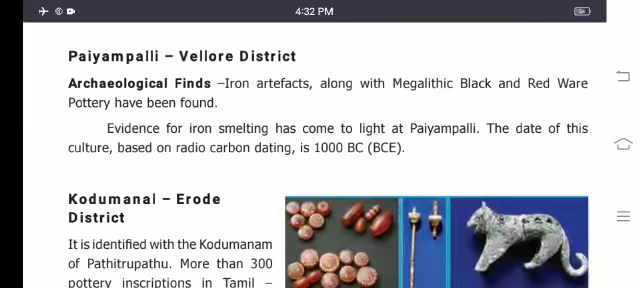 4:32 PM
Paiyampalli – Vellore District
Archaeological Finds –Iron artefacts, along with Megalithic Black and Red Ware
Pottery have been found.
Evidence for iron smelting has come to light at Paiyampalli. The date of this
culture, based on radio carbon dating, is 1000 BC (BCE).
Kodumanal – Erode
District
It is identified with the Kodumanam
of Pathitrupathu. More than 300
pottery inscriptions in Tamil –